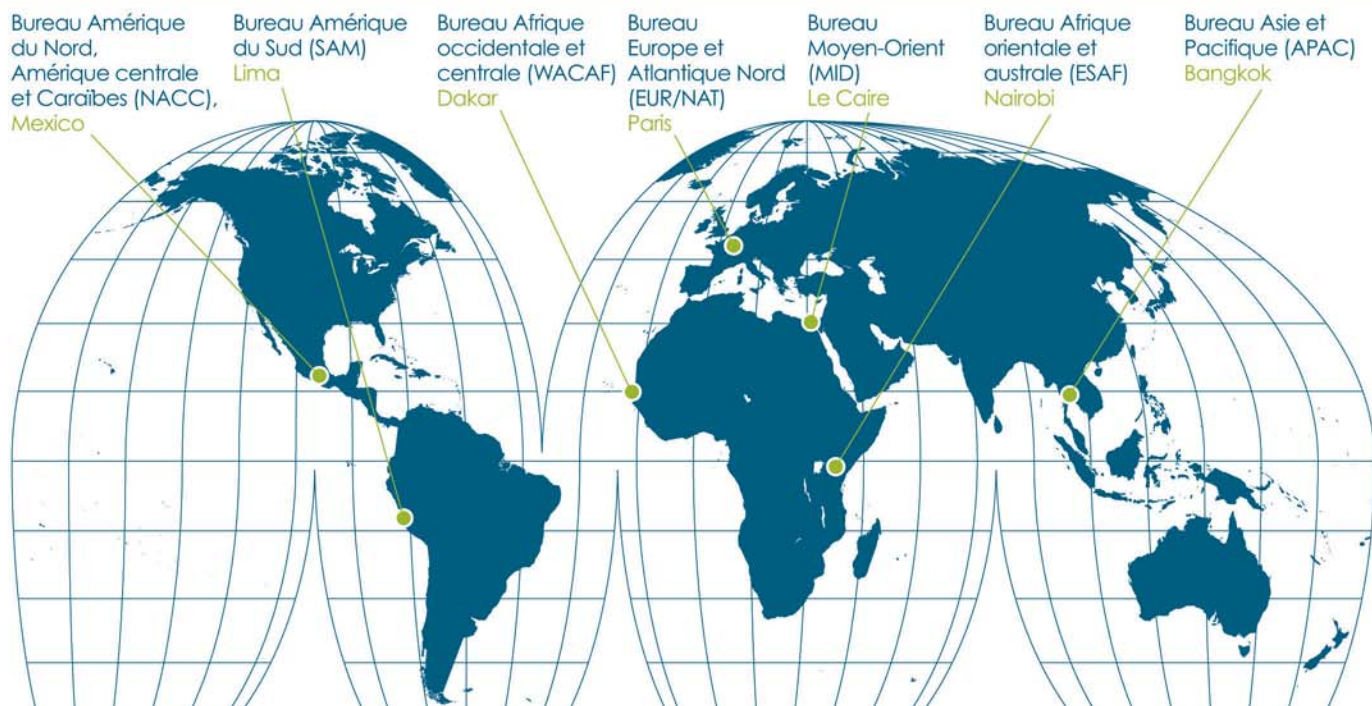 Bureau Amérique
du Nord,
Amérique centrale
et Caraïbes (NACC),
Mexico
Bureau Amérique
du Sud (SAM)
Lima
Bureau Afrique
occidentale et
centrale (WACAF)
Dakar
Bureau
Europe et
Atlantique Nord
(EUR/NAT)
Paris
Bureau
Moyen-Orient
(MID)
Le Caire
Bureau Afrique
orientale et
australe (ESAF)
Nairobi
Bureau Asie et
Pacifique (APAC)
Bangkok